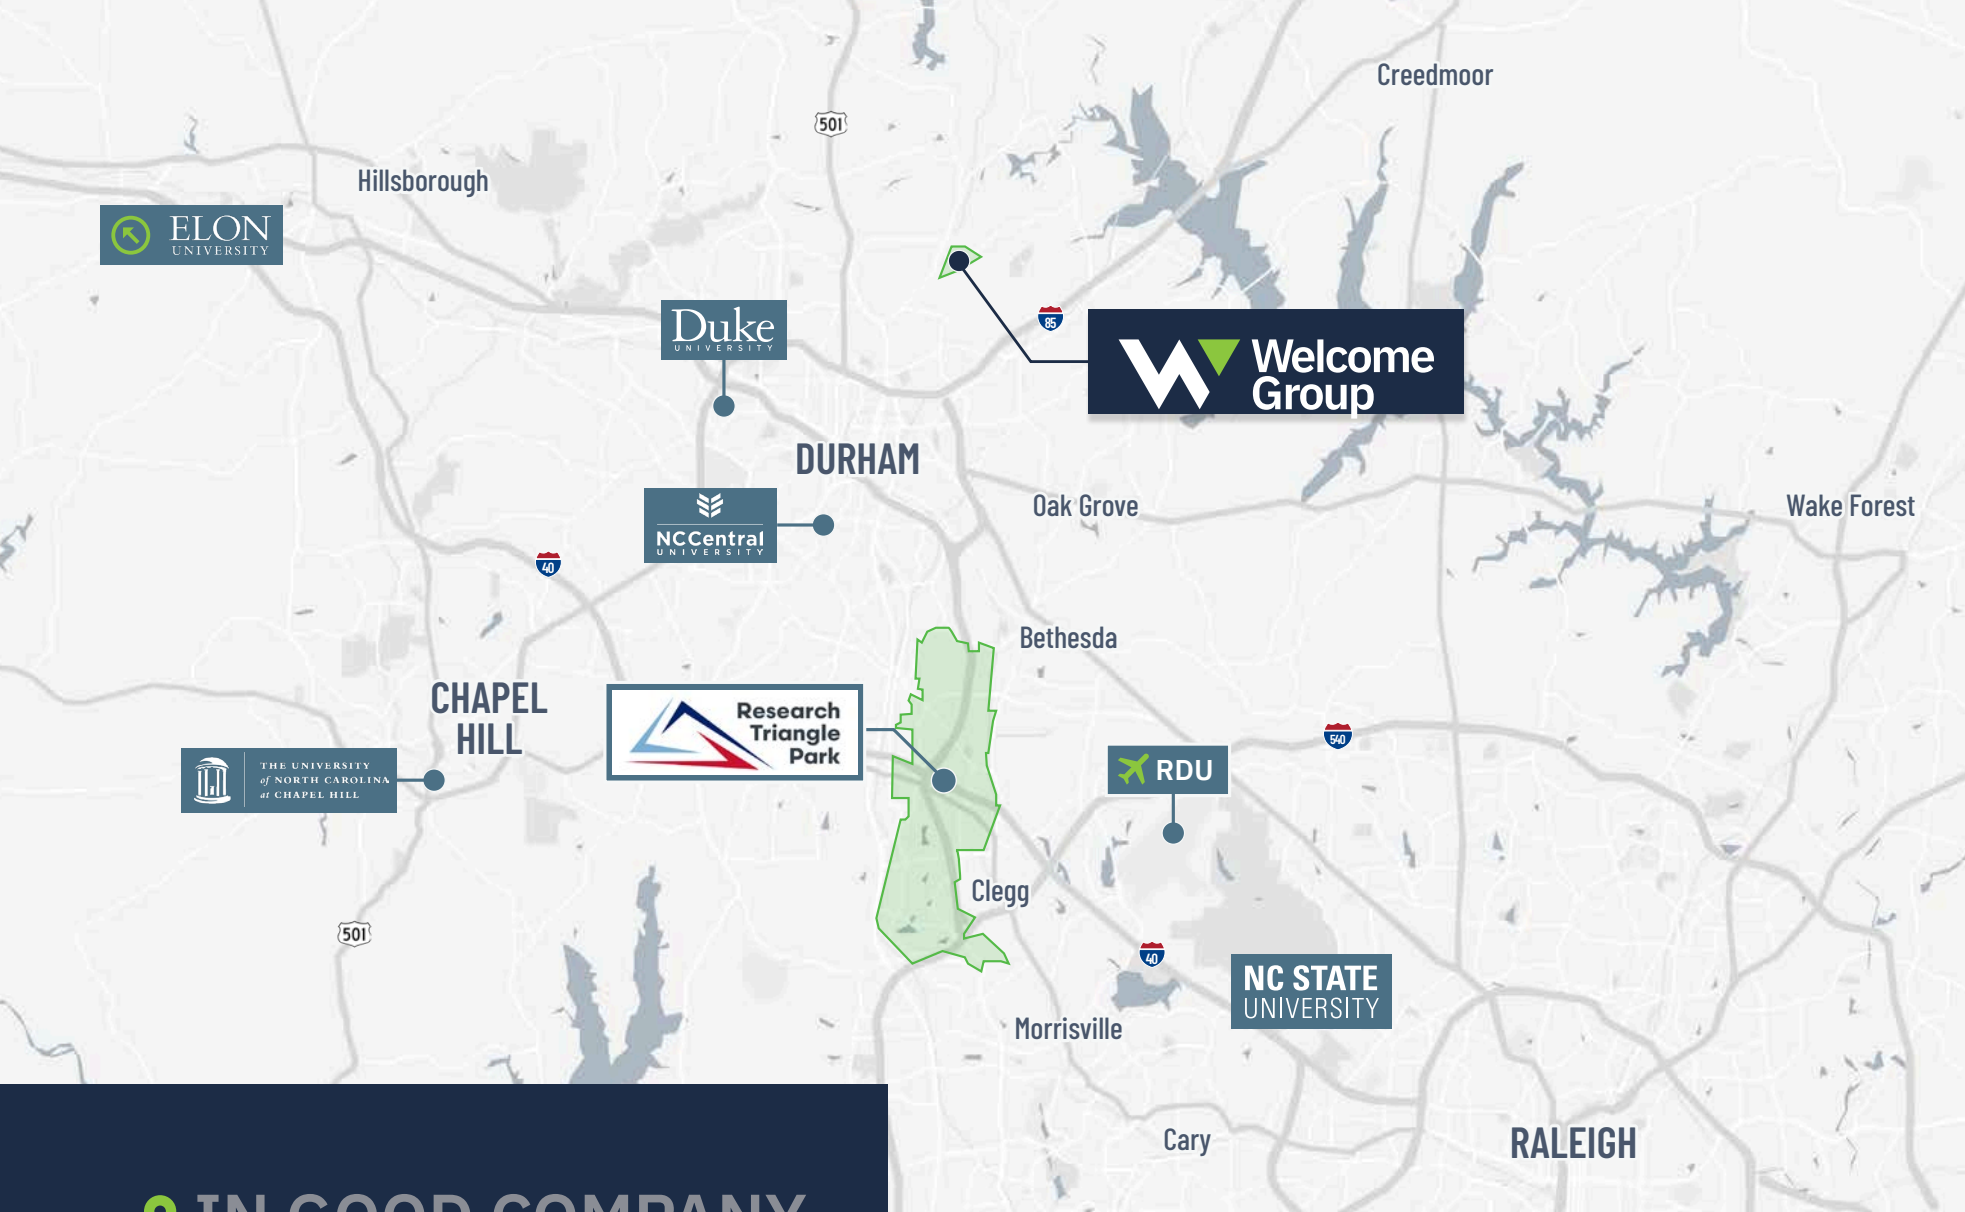 Creedmoor
501
Hillsborough
ELON
UNIVERSITY
Duke
UNIVERSITY
85
Welcome
Group
DURHAM
NCCentral
UNIVERSITY
Oak Grove
Wake Forest
40
Bethesda
CHAPEL
HILL
Research
Triangle
Park
540
RDU
THE UNIVERSITY
of NORTH CAROLINA
at CHAPEL HILL
Clegg
501
40
NC STATE
UNIVERSITY
Morrisville
Cary
RALEIGH
IN GOOD COMPANY